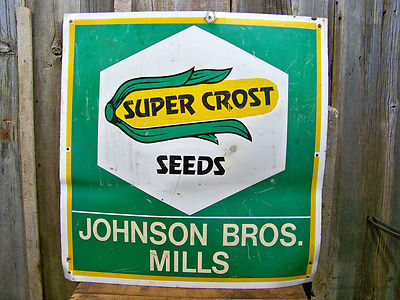 SUPER CROST
SEEDS
JOHNSON BROS.
MILLS